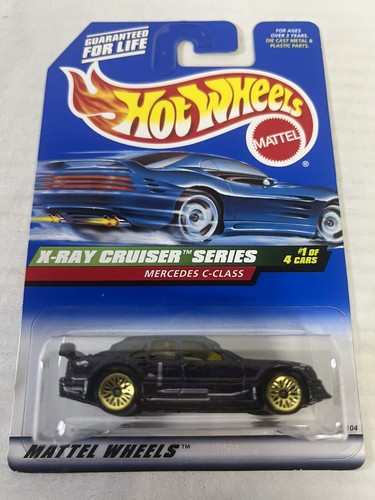 GUARANTEED
FOR LIFE
FOR AGES
OVER 3 YEARS.
DIE CAST METAL &
PLASTIC PARTS.
HOT WHEELS
MATTEL
®
X-RAY CRUISER™ SERIES
#1 OF
4 CARS
MERCEDES C-CLASS
104
MATTEL WHEELS™